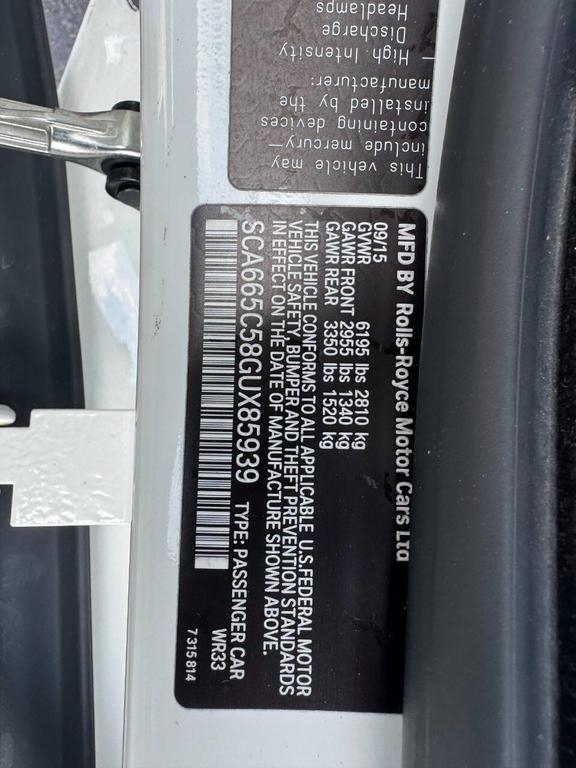 MFD BY Rolls-Royce Motor Cars Ltd
09/15
GVWR 6195 lbs 2810 kg
GAWR FRONT 2955 lbs 1340 kg
GAWR REAR 3350 lbs 1520 kg
THIS VEHICLE CONFORMS TO ALL APPLICABLE U.S.FEDERAL MOTOR
VEHICLE SAFETY, BUMPER AND THEFT PREVENTION STANDARDS
IN EFFECT ON THE DATE OF MANUFACTURE SHOWN ABOVE.
SCA665C58GUX85939 TYPE: PASSENGER CAR
WR33
7 315 814
This vehicle may
include mercury—
containing devices
installed by the
manufacturer:
— High Intensity
Discharge
Headlamps